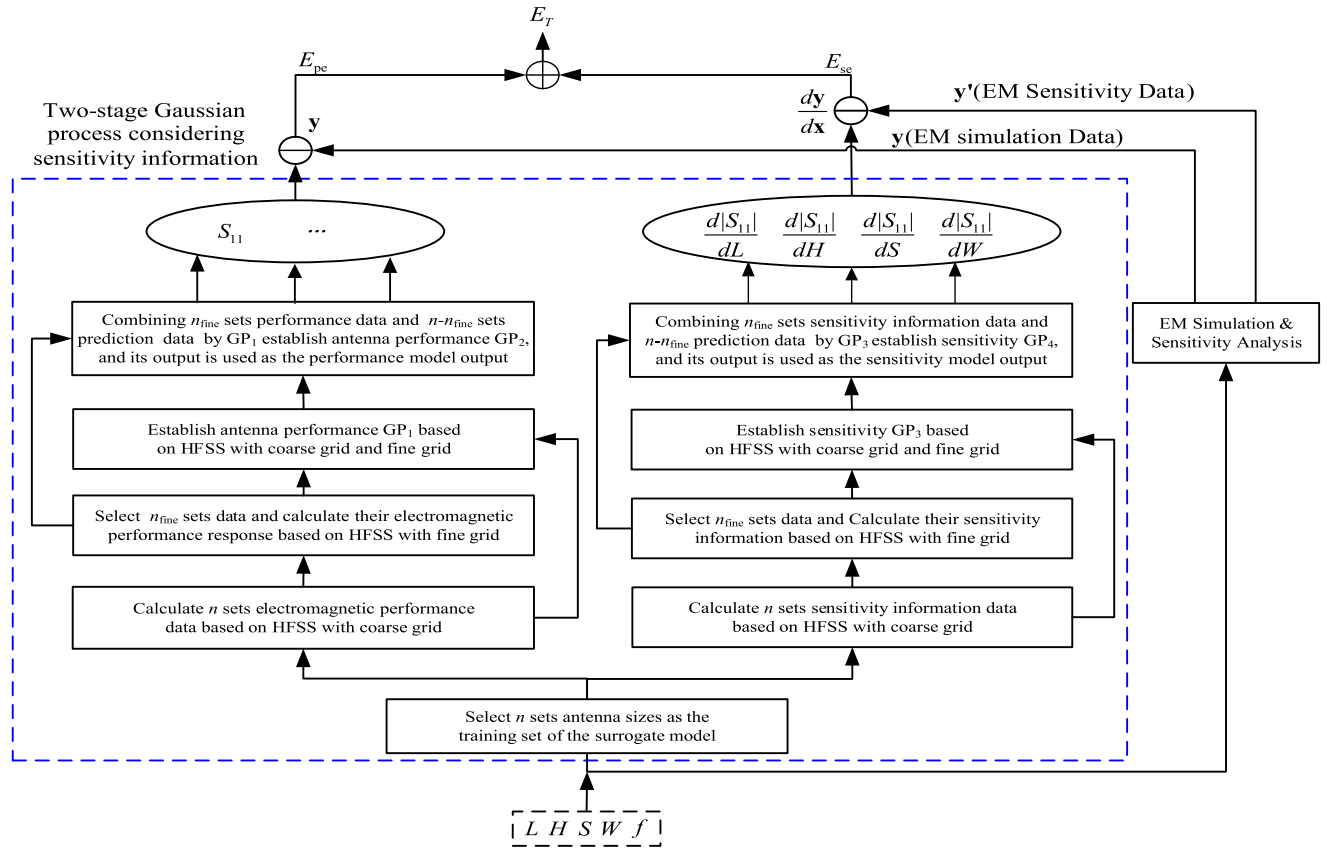 E_T
E_pe
E_se
y'(EM Sensitivity Data)
Two-stage Gaussian
process considering
sensitivity information
y
dy
dx
y(EM simulation Data)
S_11 ...
d|S_11| d|S_11| d|S_11| d|S_11|
dL dH dS dW
Combining n_fine sets performance data and n-n_fine sets
prediction data by GP_1 establish antenna performance GP_2,
and its output is used as the performance model output
Combining n_fine sets sensitivity information data and
n-n_fine prediction data by GP_3 establish sensitivity GP_4,
and its output is used as the sensitivity model output
EM Simulation &
Sensitivity Analysis
Establish antenna performance GP_1 based
on HFSS with coarse grid and fine grid
Establish sensitivity GP_3 based
on HFSS with coarse grid and fine grid
Select n_fine sets data and calculate their electromagnetic
performance response based on HFSS with fine grid
Select n_fine sets data and Calculate their sensitivity
information based on HFSS with fine grid
Calculate n sets electromagnetic performance
data based on HFSS with coarse grid
Calculate n sets sensitivity information data
based on HFSS with coarse grid
Select n sets antenna sizes as the
training set of the surrogate model
L H S W f